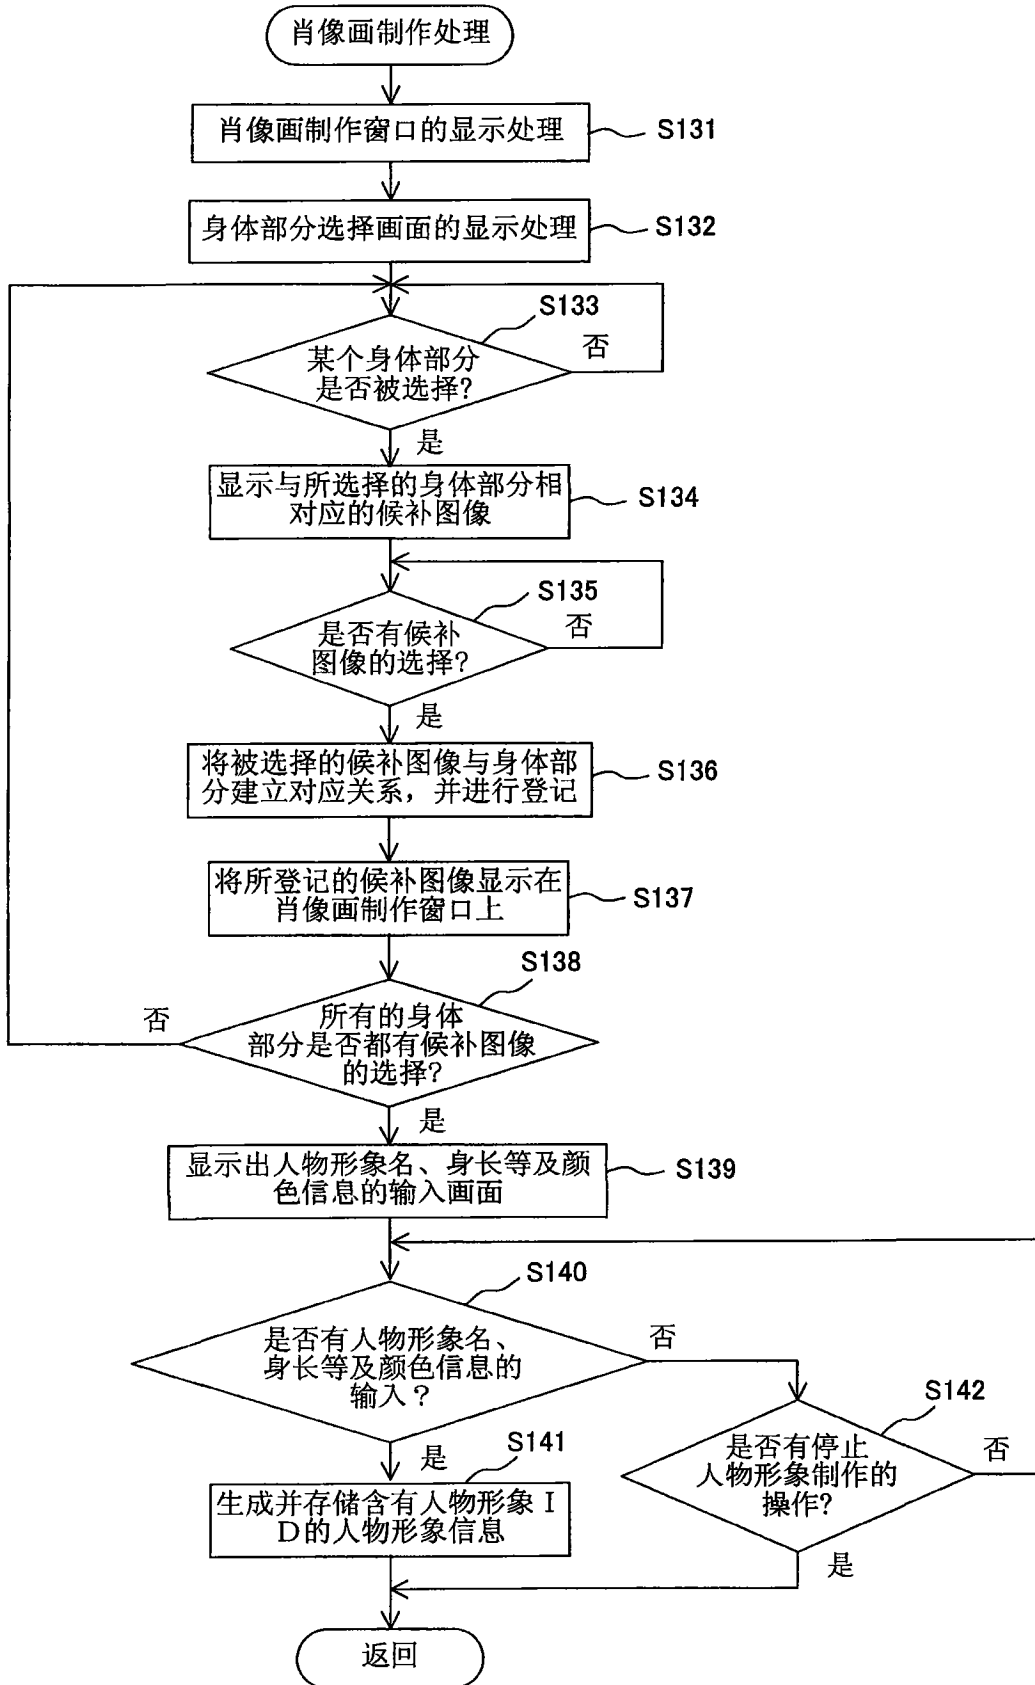 肖像画制作处理
肖像画制作窗口的显示处理
S131
身体部分选择画面的显示处理
S132
S133
某个身体部分
是否被选择?
否
是
显示与所选择的身体部分相
对应的候补图像
S134
S135
是否有候补
图像的选择?
否
是
将被选择的候补图像与身体部
分建立对应关系，并进行登记
S136
将所登记的候补图像显示在
肖像画制作窗口上
S137
S138
所有的身体
部分是否都有候补图像
的选择?
否
是
显示出人物形象名、身长等及颜
色信息的输入画面
S139
S140
是否有人物形象名、
身长等及颜色信息的
输入？
否
是
S141
生成并存储含有人物形象Ｉ
Ｄ的人物形象信息
S142
是否有停止
人物形象制作的
操作?
否
是
返回